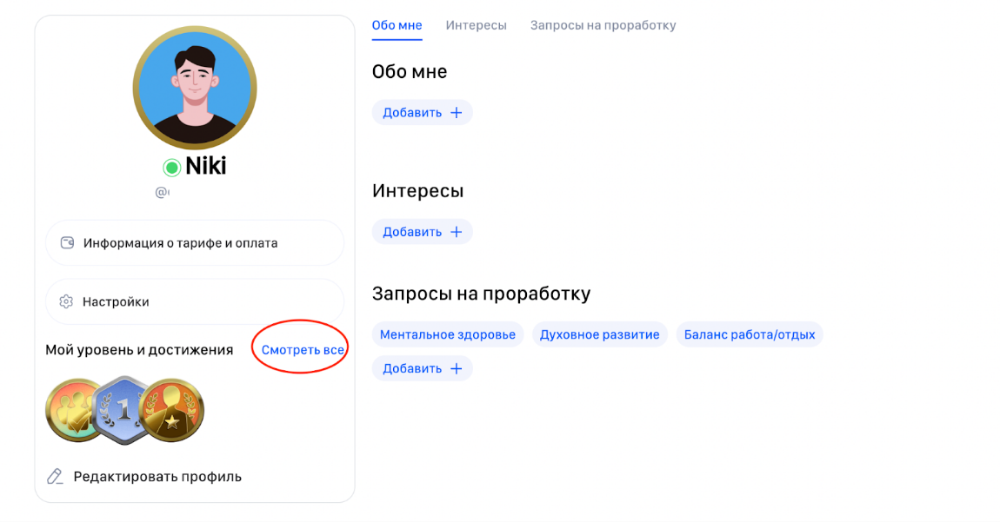 Обо мне Интересы Запросы на проработку
Niki
@
Информация о тарифе и оплата
Настройки
Мой уровень и достижения Смотреть все
1
Редактировать профиль
Обо мне
Добавить +
Интересы
Добавить +
Запросы на проработку
Ментальное здоровье Духовное развитие Баланс работа/отдых
Добавить +